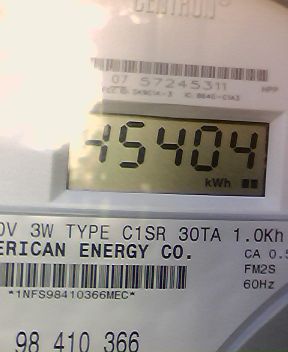 CENTRON
07 57245311 HPP
45404
kWh
0V 3W TYPE C1SR 30TA 1.0Kh
ERICAN ENERGY CO. CA 0.5
FM2S
*1NFS98410366MEC* 60Hz
98 410 366